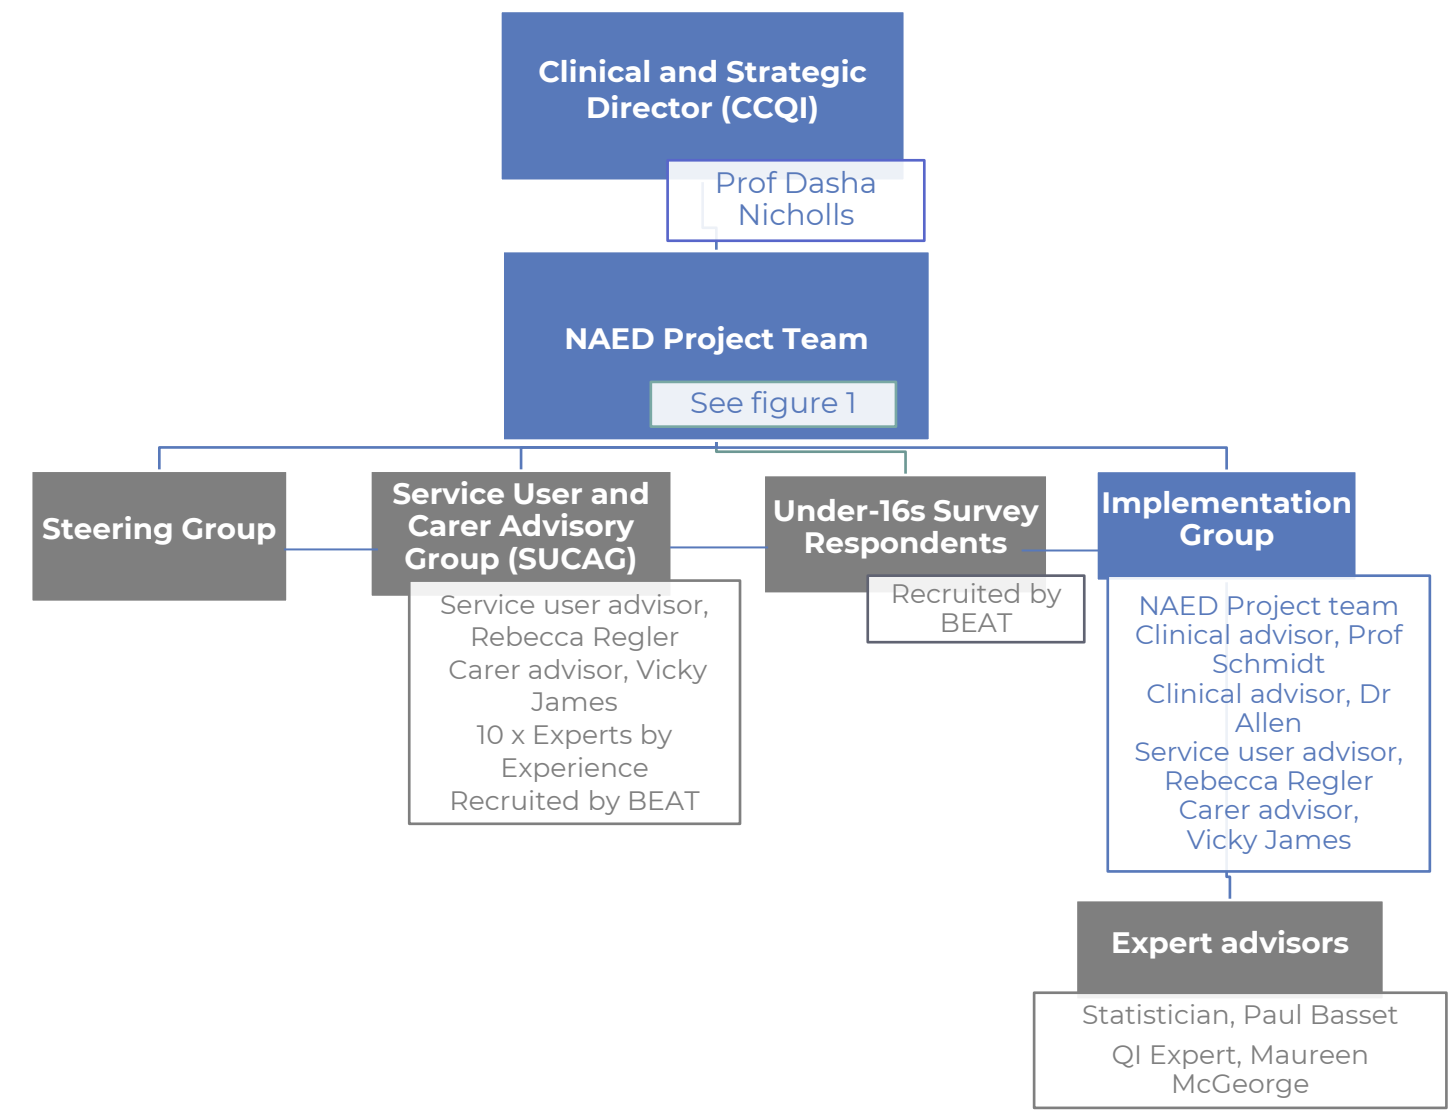 Clinical and Strategic
Director (CCQI)
Prof Dasha
Nicholls
NAED Project Team
See figure 1
Steering Group
Service User and
Carer Advisory
Group (SUCAG)
Service user advisor,
Rebecca Regler
Carer advisor, Vicky
James
10 x Experts by
Experience
Recruited by BEAT
Under-16s Survey
Respondents
Recruited by
BEAT
Implementation
Group
NAED Project team
Clinical advisor, Prof
Schmidt
Clinical advisor, Dr
Allen
Service user advisor,
Rebecca Regler
Carer advisor,
Vicky James
Expert advisors
Statistician, Paul Basset
QI Expert, Maureen
McGeorge